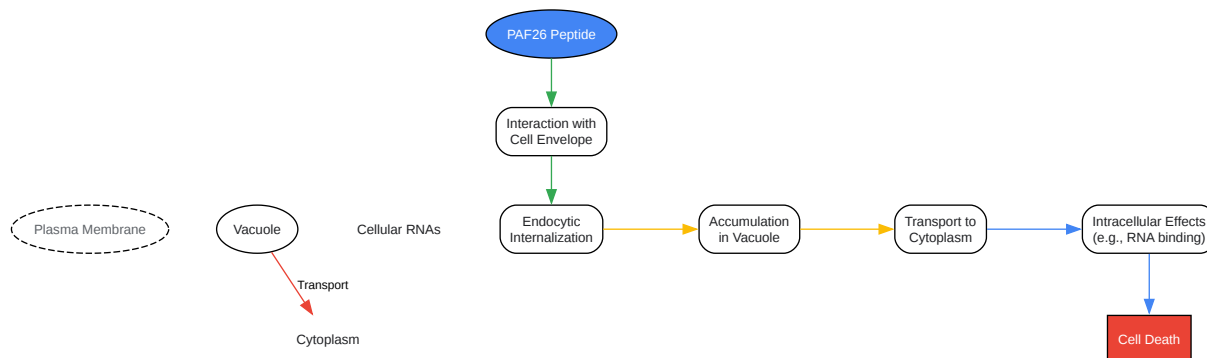 PAF26 Peptide
Interaction with
Cell Envelope
Plasma Membrane
Vacuole
Cellular RNAs
Endocytic
Internalization
Accumulation
in Vacuole
Transport to
Cytoplasm
Intracellular Effects
(e.g., RNA binding)
Transport
Cytoplasm
Cell Death